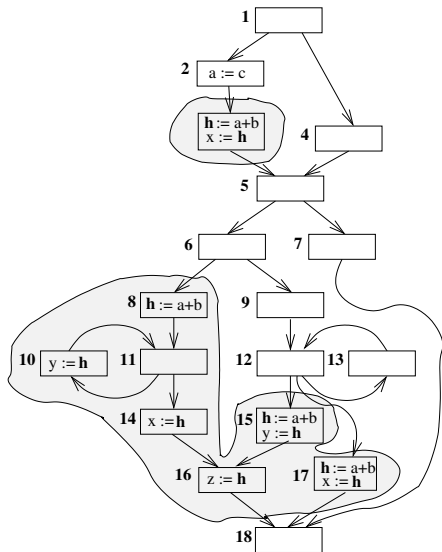 1
2
a := c
h := a+b
x := h
4
5
6
7
8
h := a+b
9
10
y := h
11
12
13
14
x := h
15
h := a+b
y := h
16
z := h
17
h := a+b
x := h
18